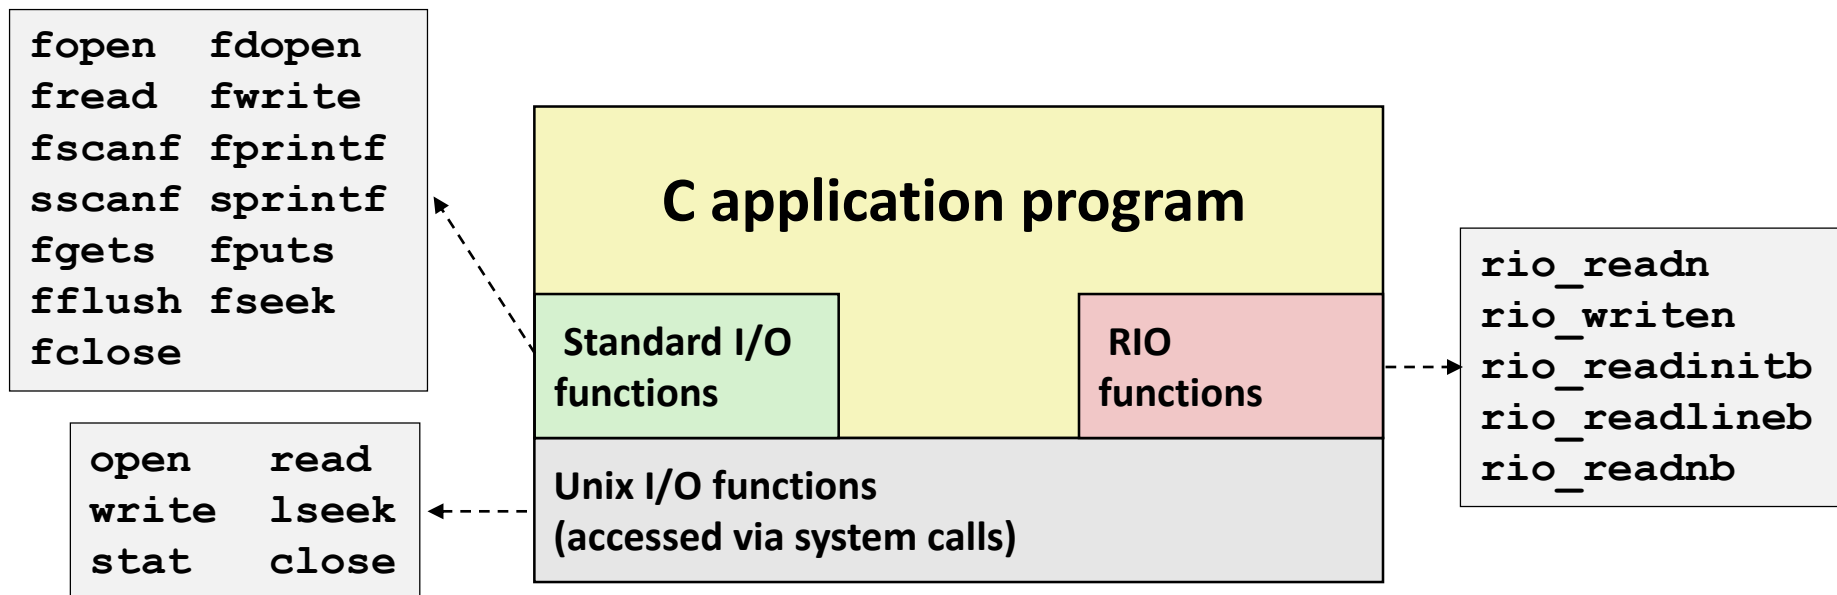 fopen fdopen
fread fwrite
fscanf fprintf
sscanf sprintf
fgets fputs
fflush fseek
fclose
open read
write lseek
stat close
C application program
Standard I/O
functions
RIO
functions
Unix I/O functions
(accessed via system calls)
rio_readn
rio_writen
rio_readinitb
rio_readlineb
rio_readnb